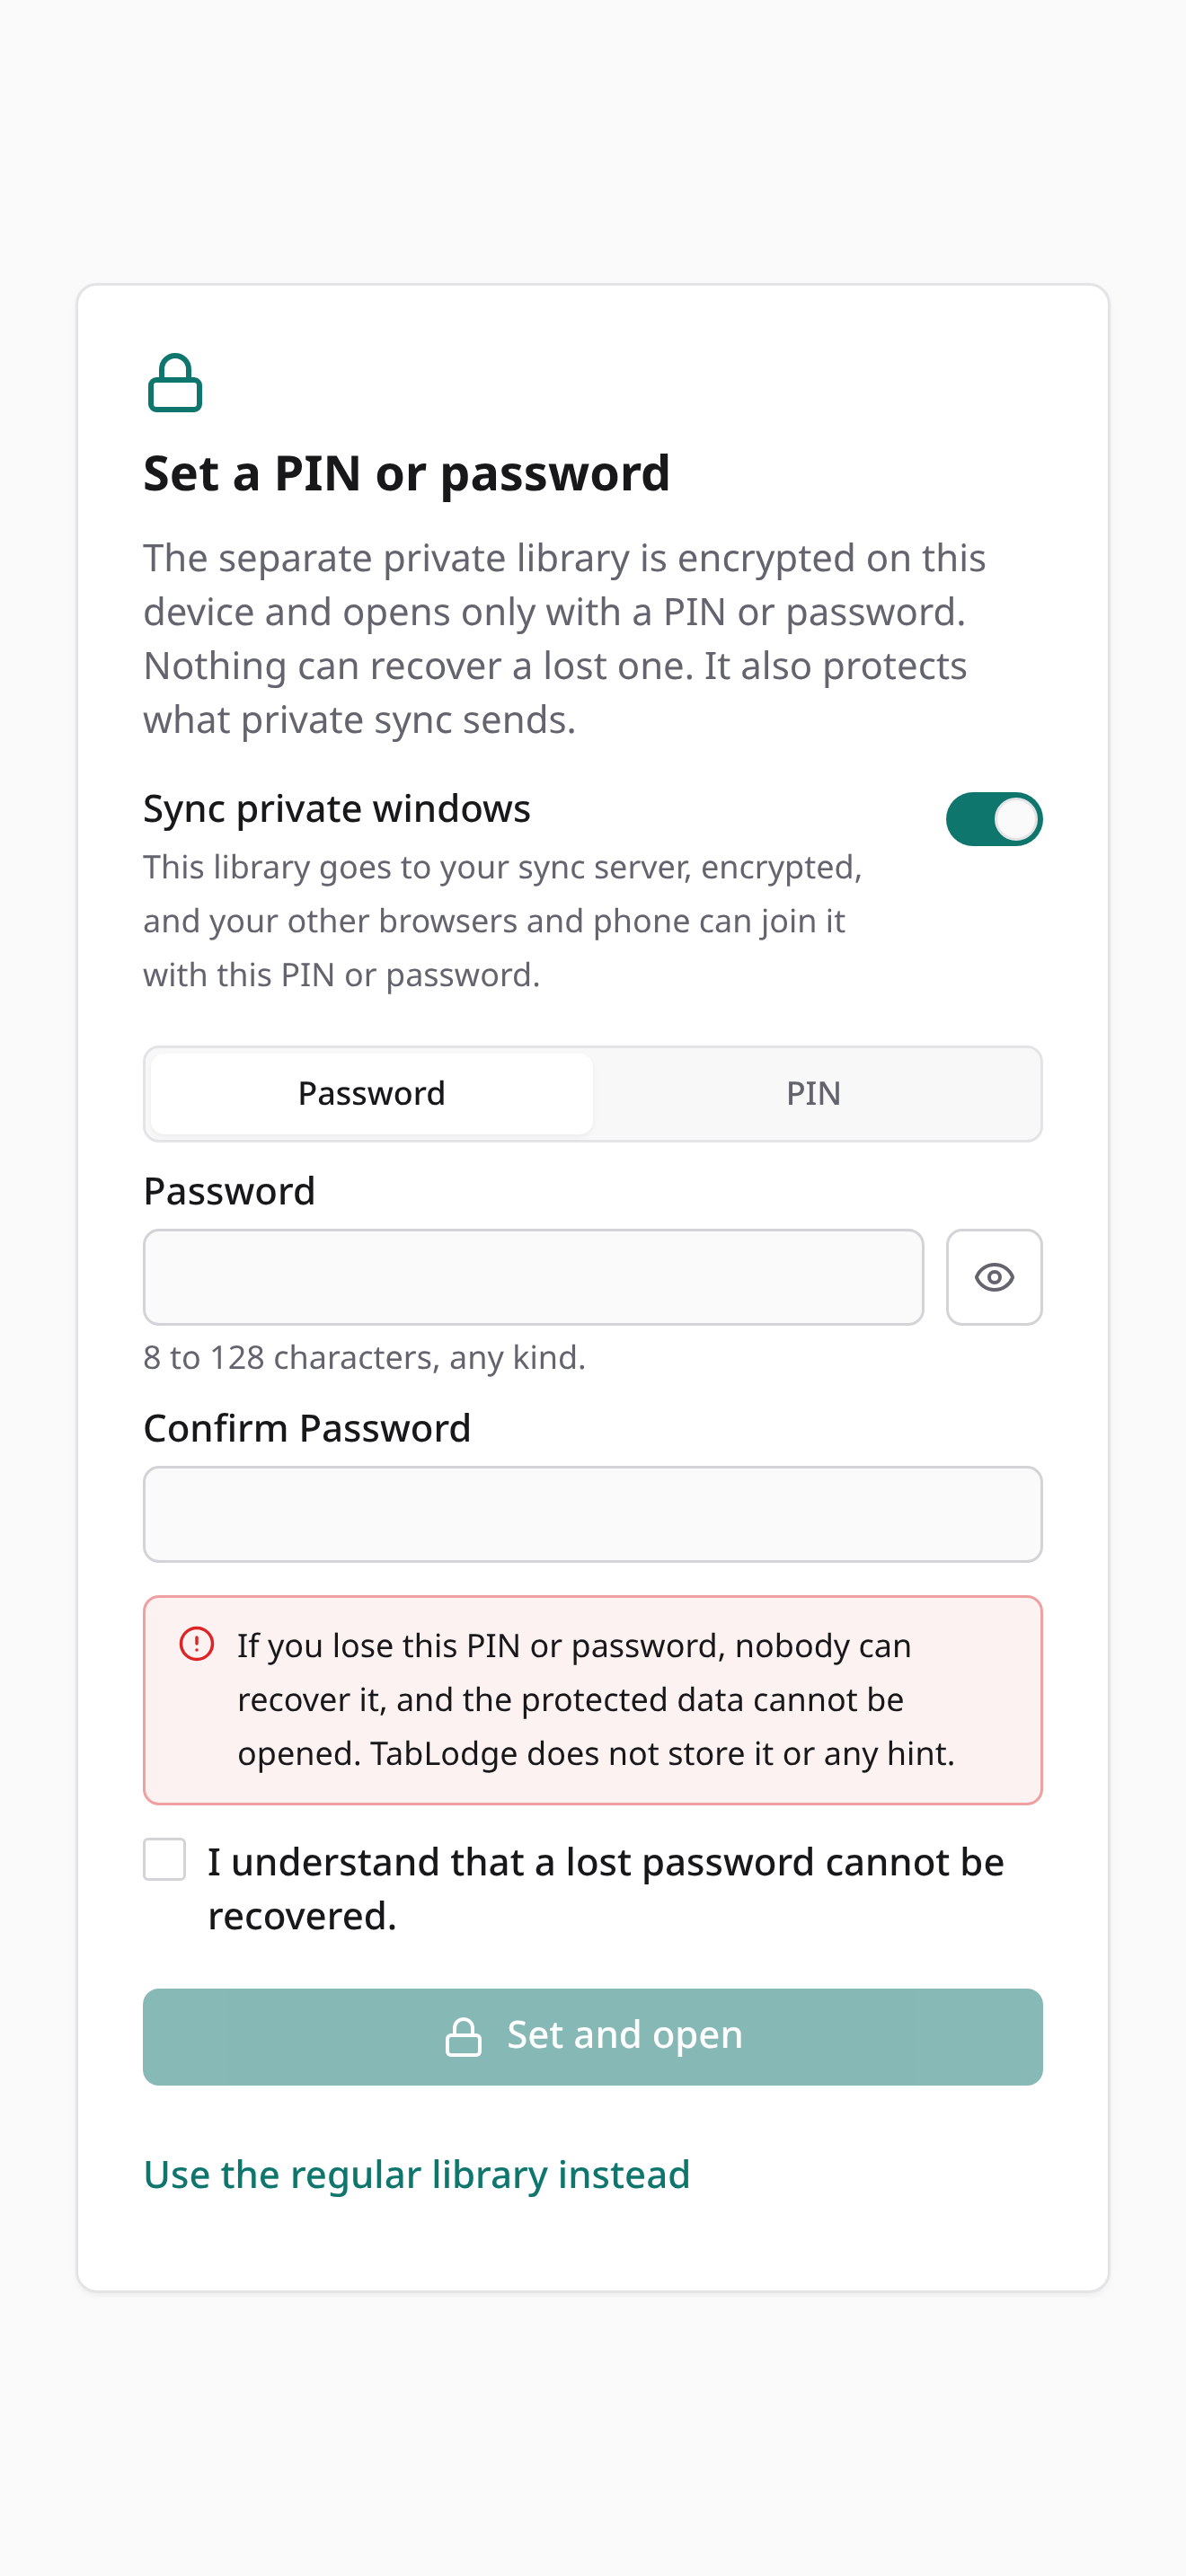 Set a PIN or password
The separate private library is encrypted on this
device and opens only with a PIN or password.
Nothing can recover a lost one. It also protects
what private sync sends.
Sync private windows
This library goes to your sync server, encrypted,
and your other browsers and phone can join it
with this PIN or password.
Password
PIN
Password
8 to 128 characters, any kind.
Confirm Password
If you lose this PIN or password, nobody can
recover it, and the protected data cannot be
opened. TabLodge does not store it or any hint.
I understand that a lost password cannot be
recovered.
Set and open
Use the regular library instead